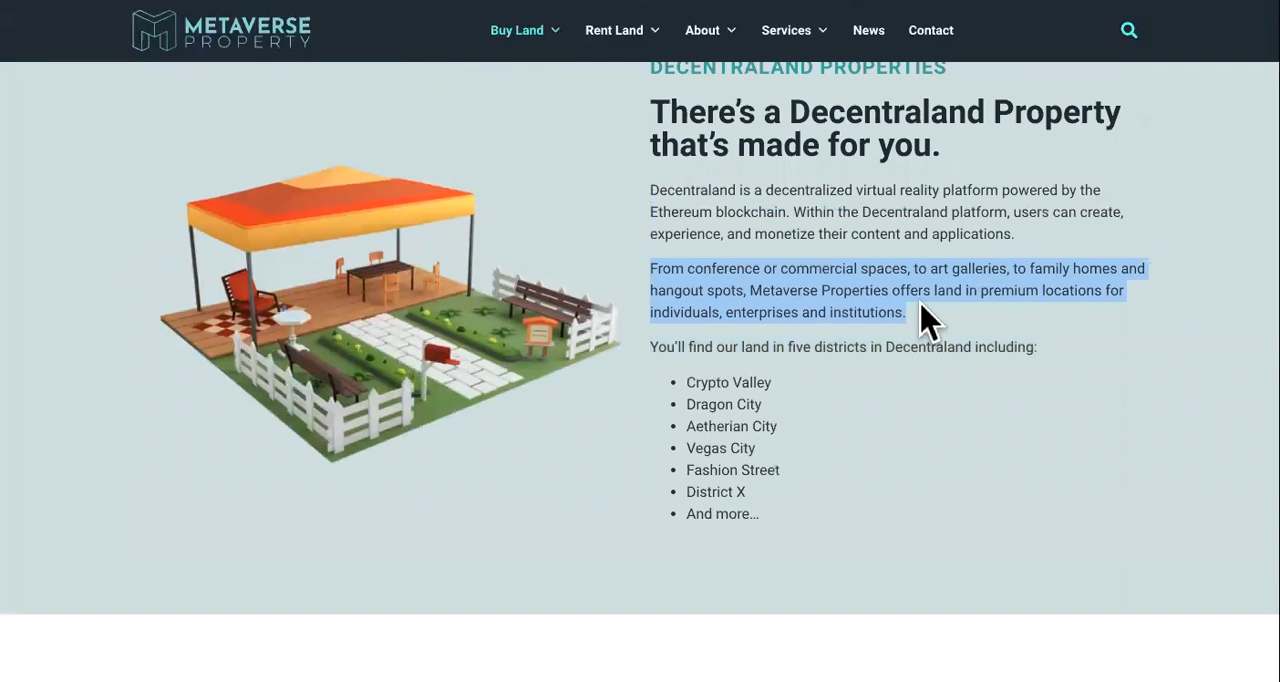 METAVERSE
PROPERTY
Buy Land
Rent Land
About
Services
News
Contact
DECENTRALAND PROPERTIES
There’s a Decentraland Property
that’s made for you.
Decentraland is a decentralized virtual reality platform powered by the
Ethereum blockchain. Within the Decentraland platform, users can create,
experience, and monetize their content and applications.
From conference or commercial spaces, to art galleries, to family homes and
hangout spots, Metaverse Properties offers land in premium locations for
individuals, enterprises and institutions.
You’ll find our land in five districts in Decentraland including:
• Crypto Valley
• Dragon City
• Aetherian City
• Vegas City
• Fashion Street
• District X
• And more…